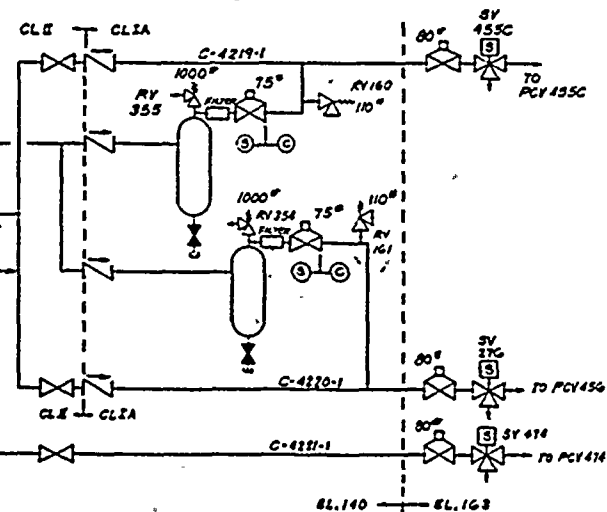 CL II CL IA
C-4219-1
80# SV 455C
S
TO PCV 455C
1000#
RV 355
FILTER
75#
RV 160
110#
S C
1000#
RV 354
FILTER
75#
110#
RV 161
S C
C-4220-1
CL II CL IA
80#
S
TO PCV 456
C-4221-1
80#
SV 474
S
TO PCV 474
EL. 140 EL. 163